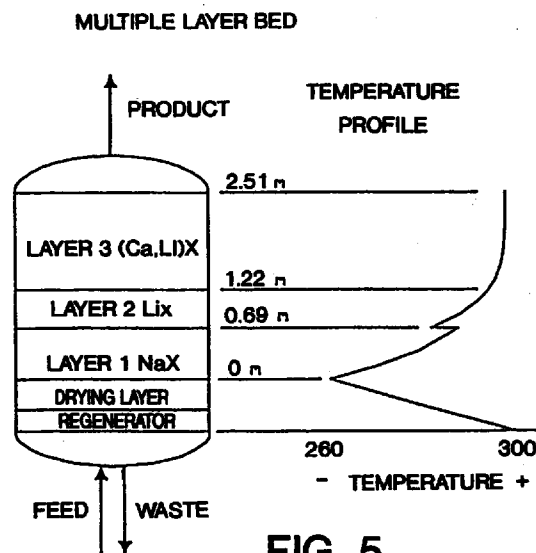 MULTIPLE LAYER BED
PRODUCT
TEMPERATURE
PROFILE
2.51 m
LAYER 3 (Ca,LI)X
1.22 m
LAYER 2 Lix
0.69 m
LAYER 1 NaX
0 m
DRYING LAYER
REGENERATOR
260
300
- TEMPERATURE +
FEED
WASTE
FIG. 5